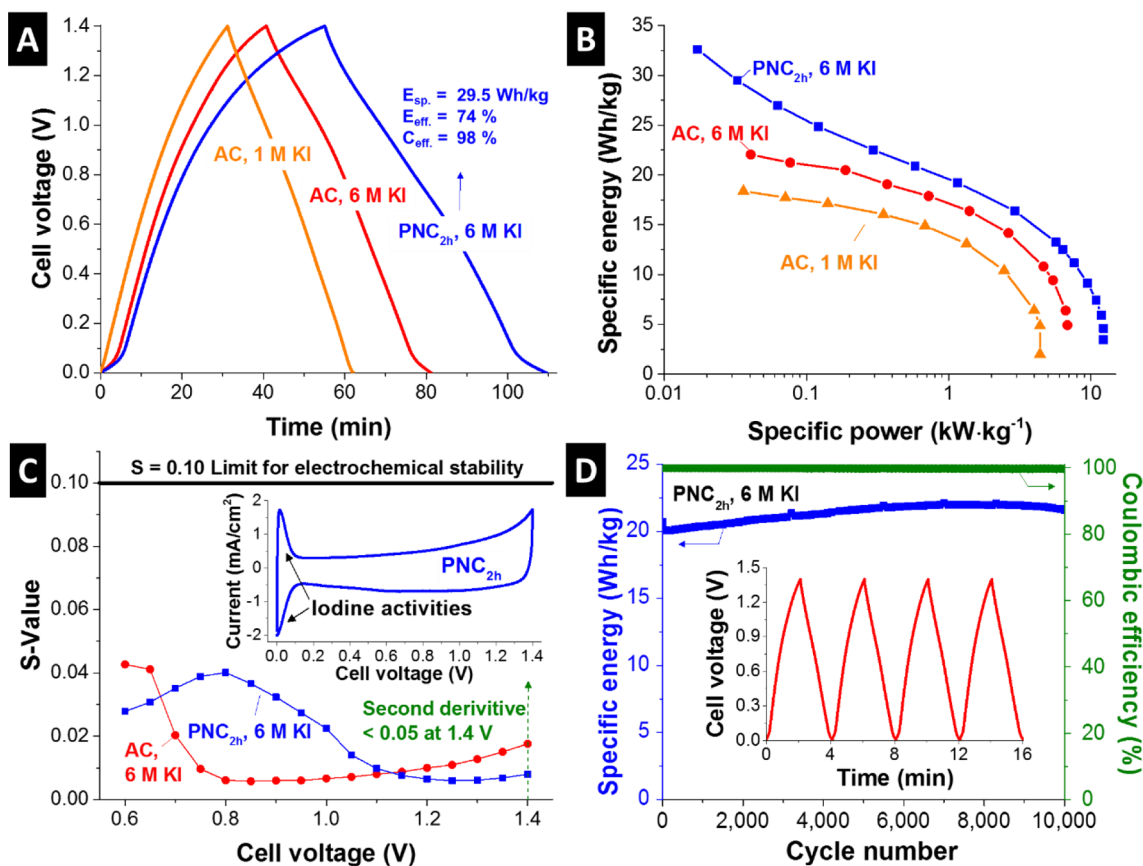 A
Cell voltage (V)
1.4
1.2
1.0
0.8
0.6
0.4
0.2
0.0
E_sp. = 29.5 Wh/kg
E_eff. = 74 %
C_eff. = 98 %
AC, 1 M KI
AC, 6 M KI
PNC_2h, 6 M KI
0 20 40 60 80 100
Time (min)
B
Specific energy (Wh/kg)
35
30
25
20
15
10
5
0
PNC_2h, 6 M KI
AC, 6 M KI
AC, 1 M KI
0.01 0.1 1 10
Specific power (kW·kg⁻¹)
C
S-Value
S = 0.10 Limit for electrochemical stability
0.10
0.08
0.06
0.04
0.02
0.00
Current (mA/cm²)
2
1
0
-1
-2
PNC_2h
Iodine activities
0.0 0.2 0.4 0.6 0.8 1.0 1.2 1.4
Cell voltage (V)
PNC_2h, 6 M KI
AC,
6 M KI
Second derivitive
< 0.05 at 1.4 V
0.6 0.8 1.0 1.2 1.4
Cell voltage (V)
D
Specific energy (Wh/kg)
25
20
15
10
5
0
PNC_2h, 6 M KI
Cell voltage (V)
1.5
1.2
0.9
0.6
0.3
0.0
0 4 8 12 16
Time (min)
100
80
60
40
20
0
Coulombic efficiency (%)
0 2,000 4,000 6,000 8,000 10,000
Cycle number